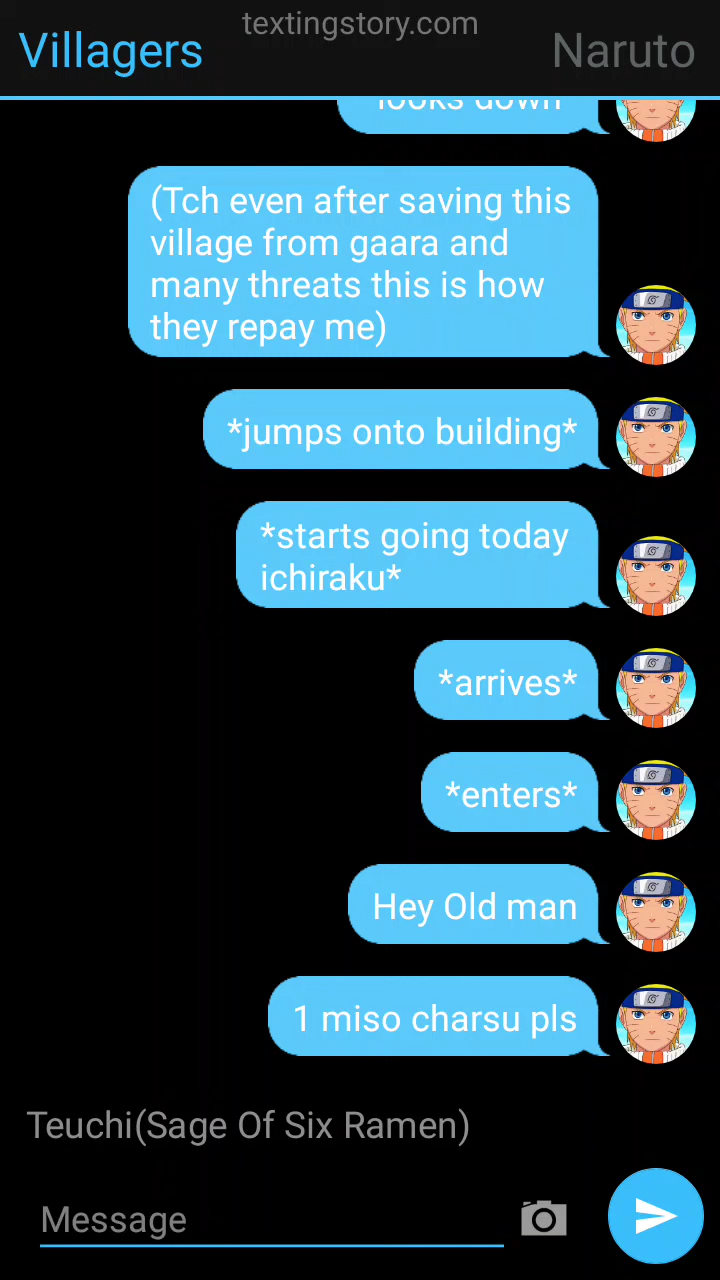 textingstory.com
Villagers
Naruto
looks down
(Tch even after saving this
village from gaara and
many threats this is how
they repay me)
*jumps onto building*
*starts going today
ichiraku*
*arrives*
*enters*
Hey Old man
1 miso charsu pls
Teuchi(Sage Of Six Ramen)
Message